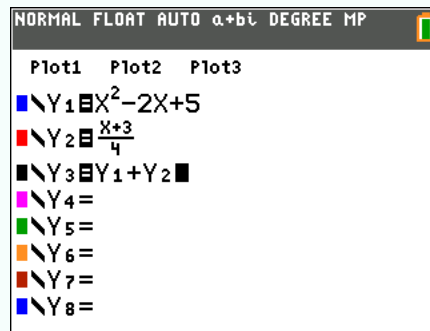 NORMAL FLOAT AUTO a+bi DEGREE MP
Plot1 Plot2 Plot3
\Y₁=X²-2X+5
\Y₂=(X+3)/4
\Y₃=Y₁+Y₂
\Y₄=
\Y₅=
\Y₆=
\Y₇=
\Y₈=